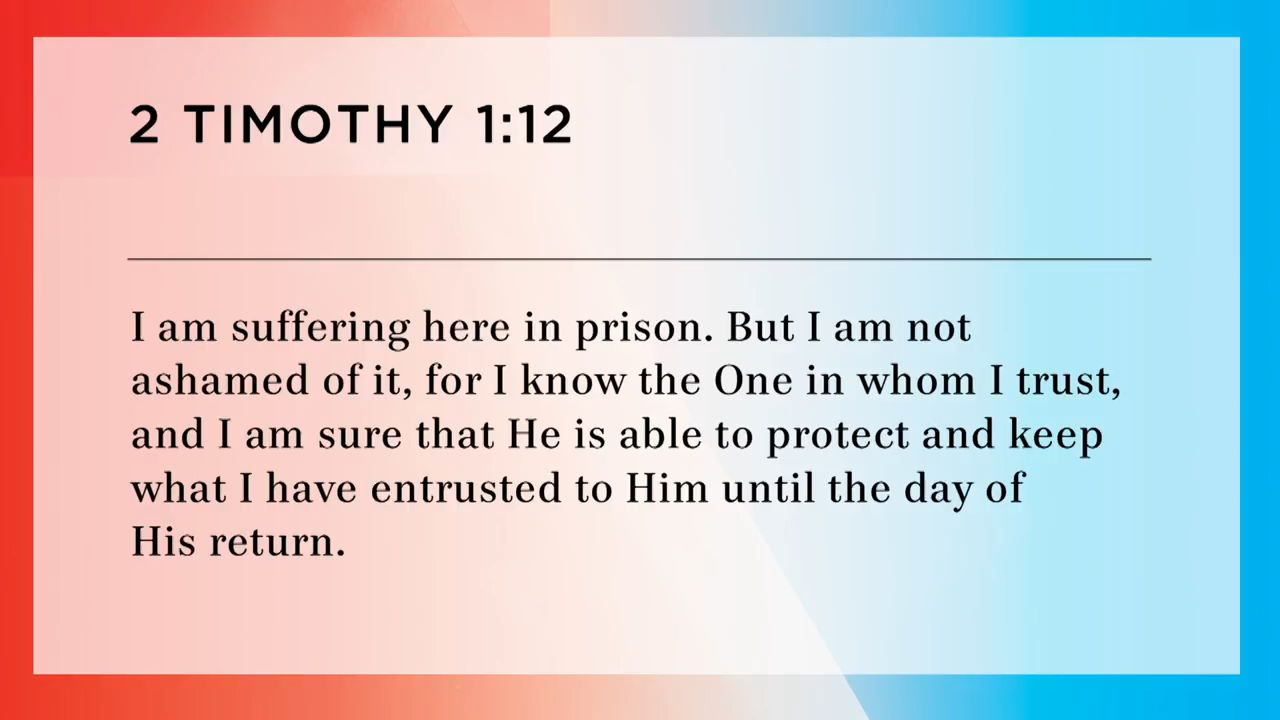 2 TIMOTHY 1:12
I am suffering here in prison. But I am not
ashamed of it, for I know the One in whom I trust,
and I am sure that He is able to protect and keep
what I have entrusted to Him until the day of
His return.